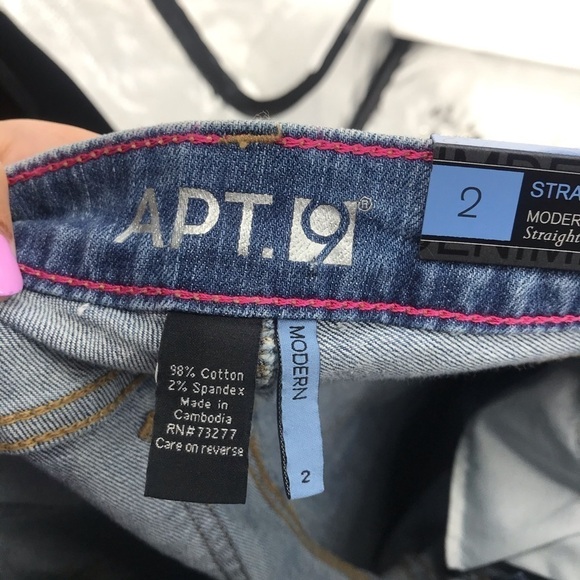 APT.9®
2
STRA
MODER
Straight
98% Cotton
2% Spandex
Made in
Cambodia
RN#73277
Care on reverse
MODERN
2